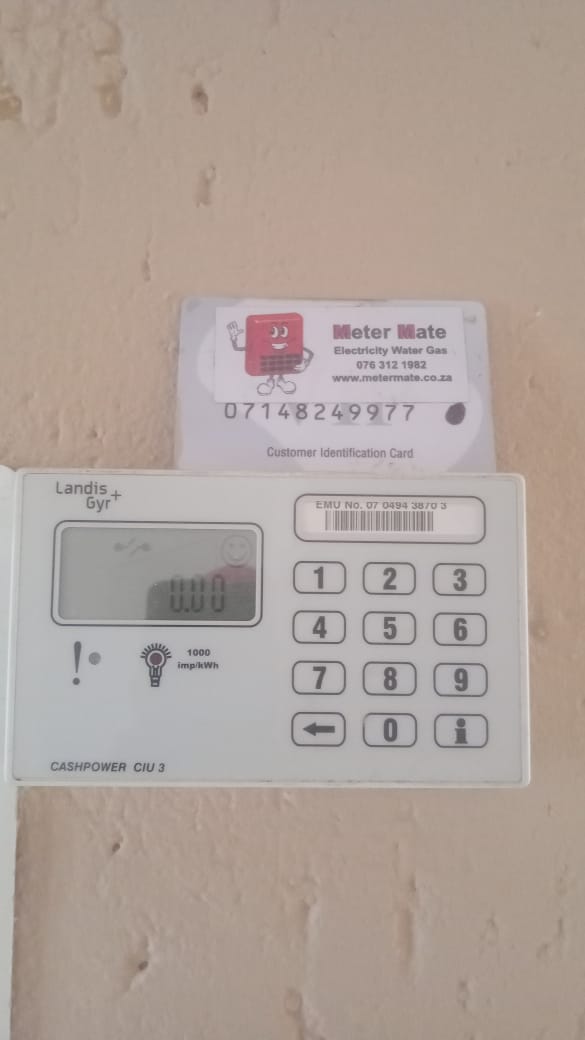 Meter Mate
Electricity Water Gas
076 312 1982
www.metermate.co.za
07148249977
Customer Identification Card
Landis
Gyr+
EMU No. 07 0494 3870 3
0.00
1 2 3
4 5 6
7 8 9
0 i
!
1000
imp/kWh
CASHPOWER CIU 3